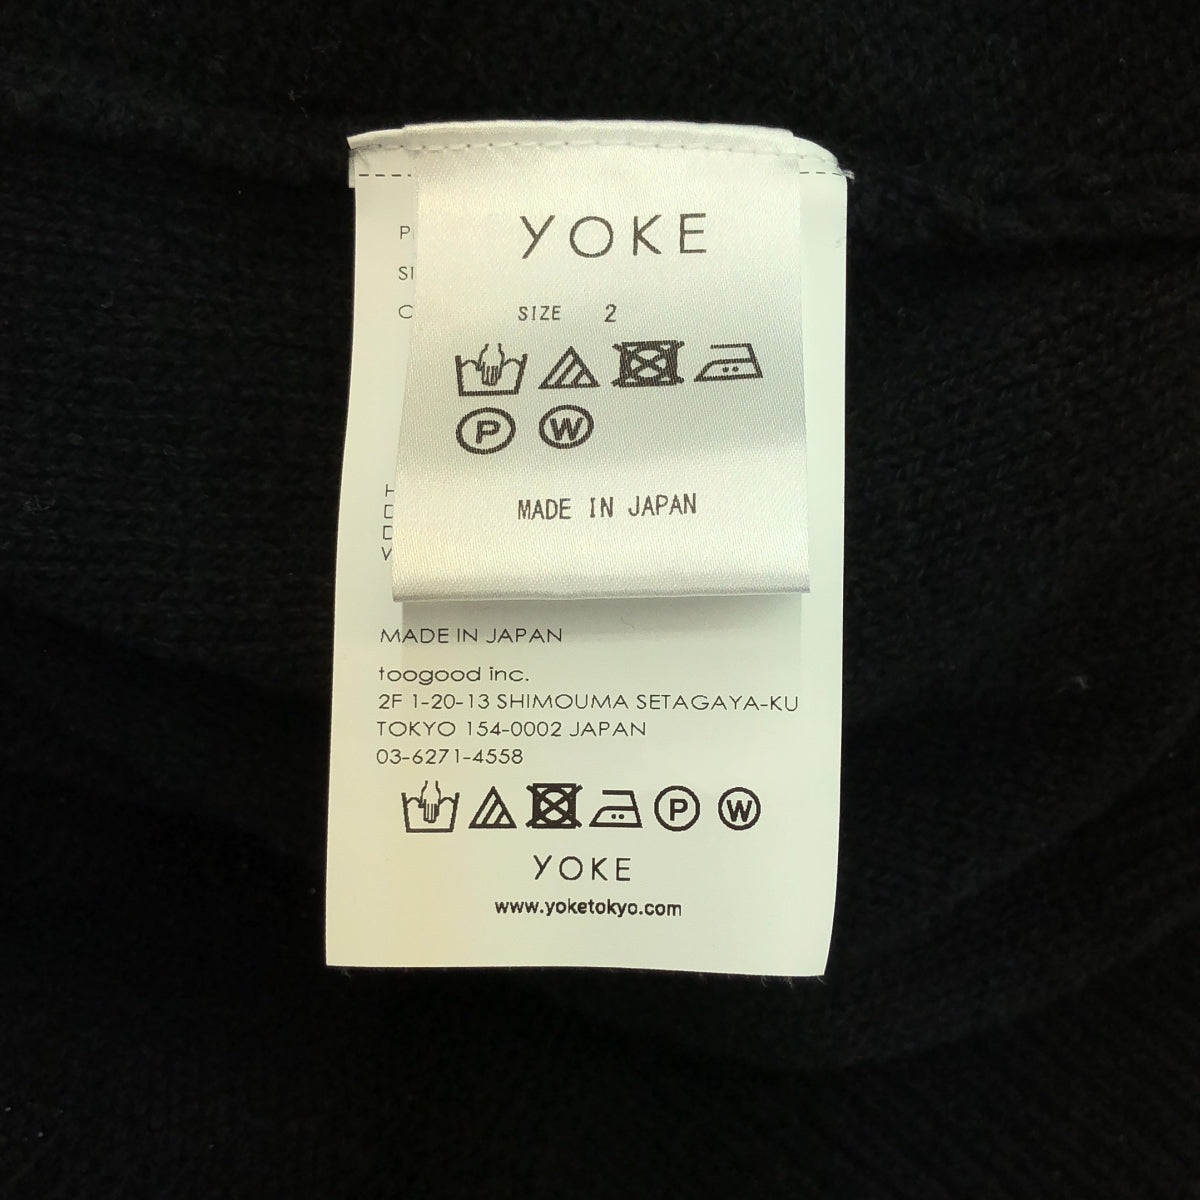 YOKE
SIZE 2
P
W
MADE IN JAPAN
MADE IN JAPAN
toogood inc.
2F 1-20-13 SHIMOUMA SETAGAYA-KU
TOKYO 154-0002 JAPAN
03-6271-4558
P W
YOKE
www.yoketokyo.com